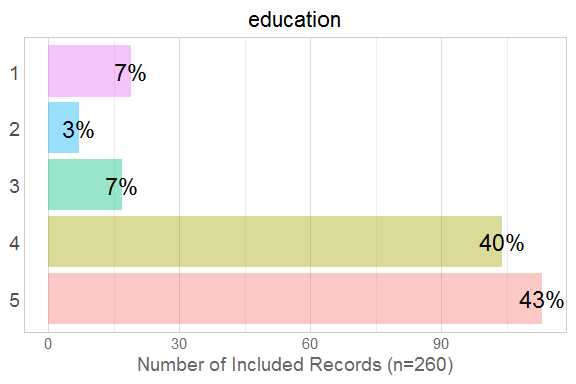 education
1 7%
2 3%
3 7%
4 40%
5 43%
0 30 60 90
Number of Included Records (n=260)